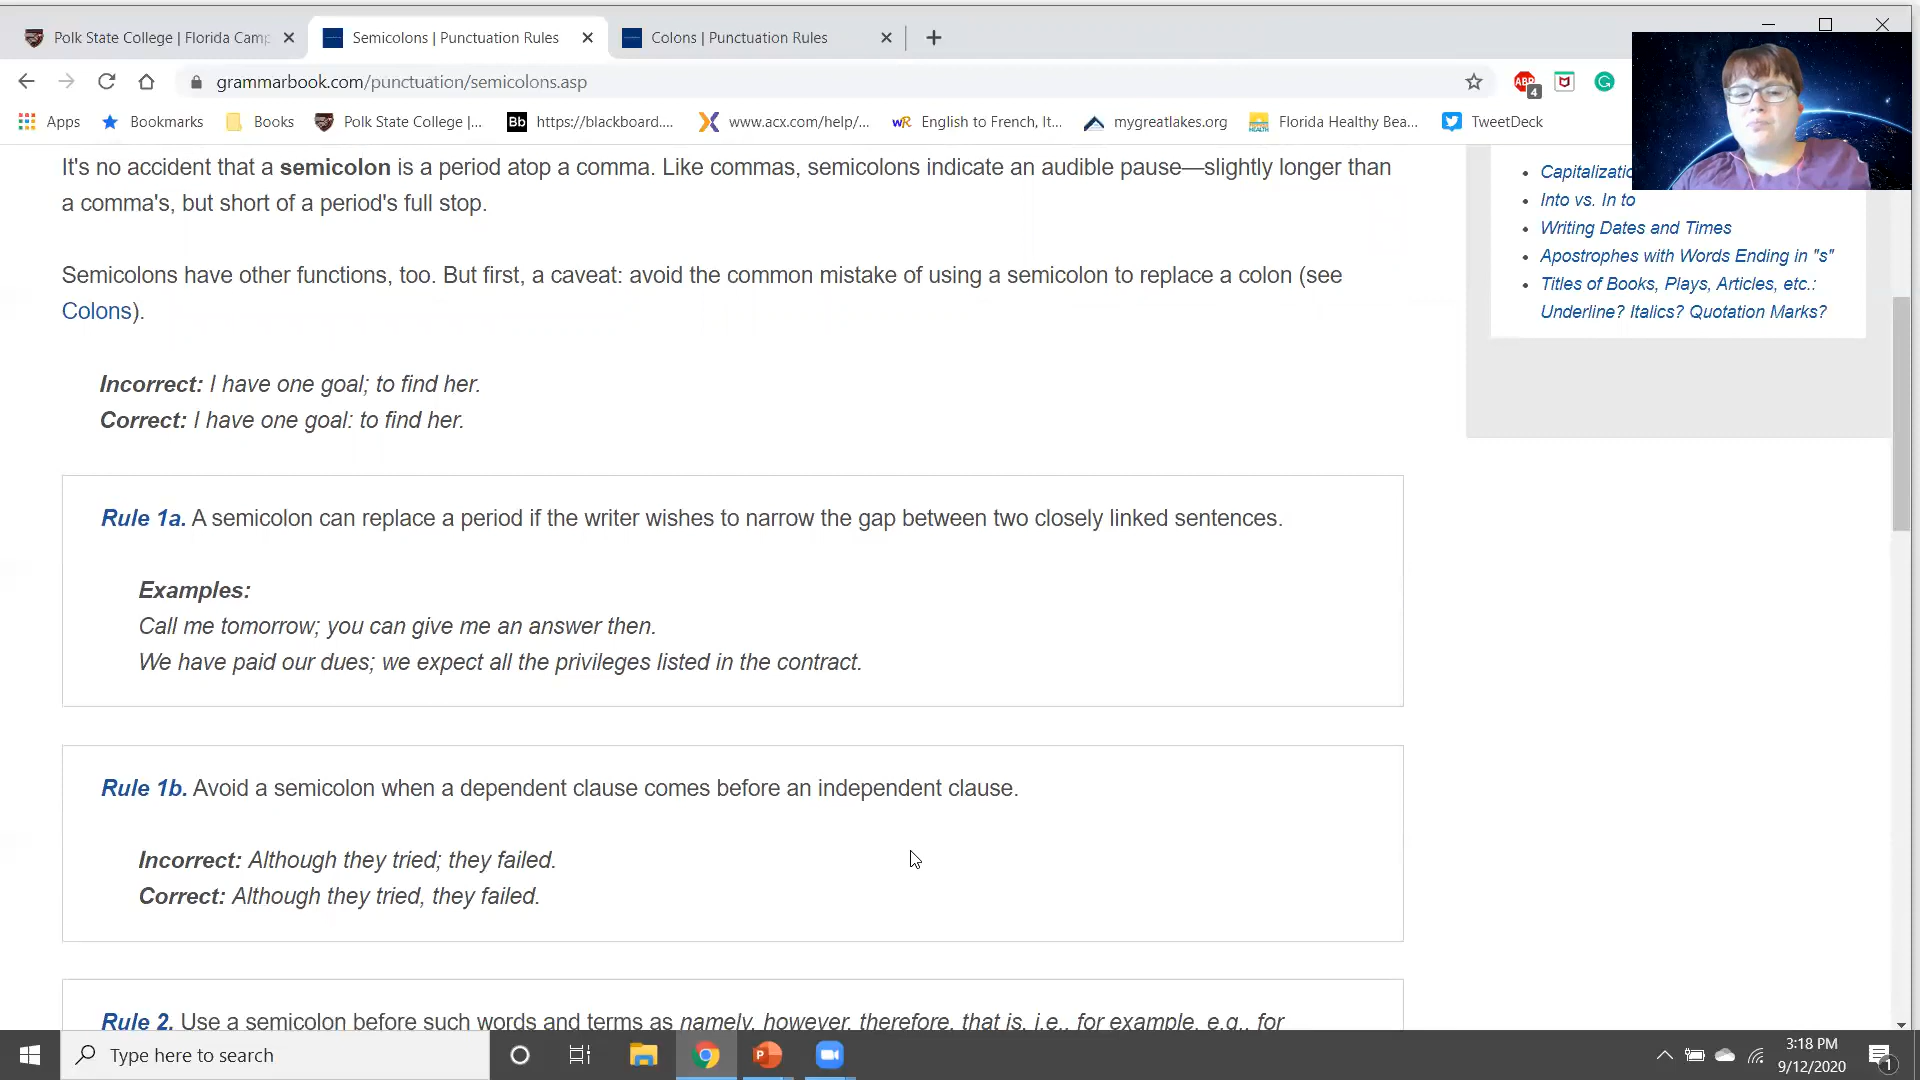 Polk State College | Florida Camp
Semicolons | Punctuation Rules
Colons | Punctuation Rules
grammarbook.com/punctuation/semicolons.asp
ABP
4
Apps
Bookmarks
Books
Polk State College |...
Bb
https://blackboard....
www.acx.com/help/...
wR
English to French, It...
mygreatlakes.org
Florida Healthy Bea...
TweetDeck
It's no accident that a semicolon is a period atop a comma. Like commas, semicolons indicate an audible pause—slightly longer than
a comma's, but short of a period's full stop.
Semicolons have other functions, too. But first, a caveat: avoid the common mistake of using a semicolon to replace a colon (see
Colons).
Incorrect: I have one goal; to find her.
Correct: I have one goal: to find her.
Rule 1a. A semicolon can replace a period if the writer wishes to narrow the gap between two closely linked sentences.
Examples:
Call me tomorrow; you can give me an answer then.
We have paid our dues; we expect all the privileges listed in the contract.
Rule 1b. Avoid a semicolon when a dependent clause comes before an independent clause.
Incorrect: Although they tried; they failed.
Correct: Although they tried, they failed.
Rule 2. Use a semicolon before such words and terms as namely, however, therefore, that is, i.e., for example, e.g., for
Into vs. In to
Writing Dates and Times
Apostrophes with Words Ending in "s"
Titles of Books, Plays, Articles, etc.:
Underline? Italics? Quotation Marks?
Type here to search
3:18 PM
9/12/2020
1